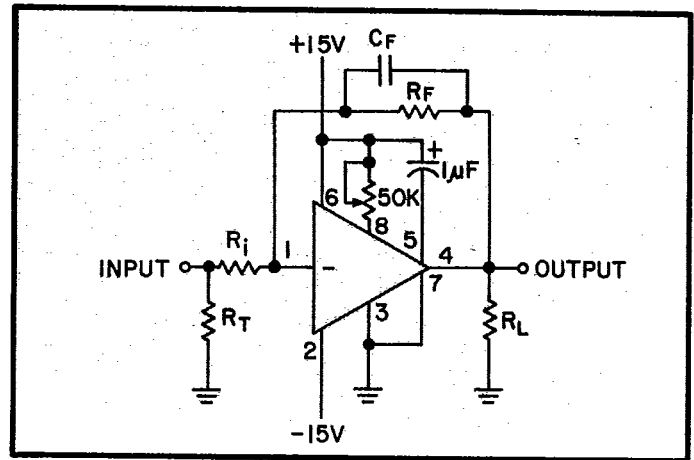 +15V
CF
RF
+
1µF
50K
6
8
5
Ri
1
4
INPUT
−
OUTPUT
7
3
RT
RL
2
−15V